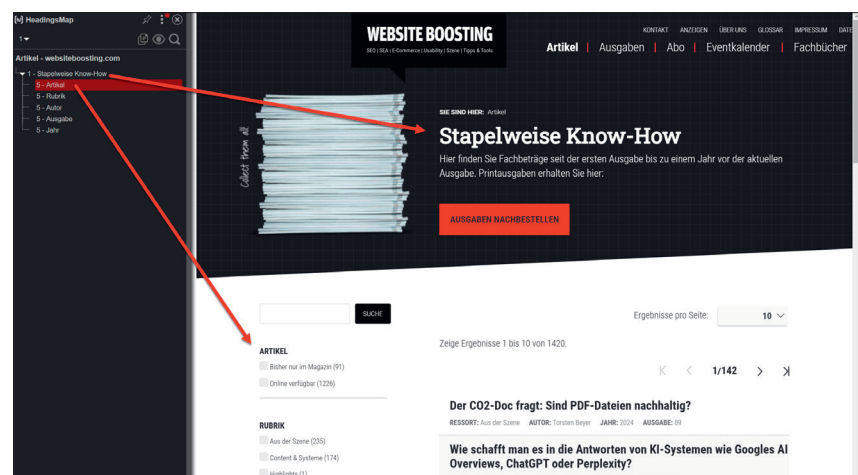 [h] HeadingsMap
1
Artikel - websiteboosting.com
1 - Stapelweise Know-How
5 - Artikel
5 - Rubrik
5 - Autor
5 - Ausgabe
5 - Jahr
WEBSITE BOOSTING
SEO | SEA | E-Commerce | Usability | Szene | Tipps & Tools
KONTAKT ANZEIGEN ÜBER UNS GLOSSAR IMPRESSUM DATE
Artikel | Ausgaben | Abo | Eventkalender | Fachbücher
Collect them all
SIE SIND HIER: Artikel
Stapelweise Know-How
Hier finden Sie Fachbeträge seit der ersten Ausgabe bis zu einem Jahr vor der aktuellen
Ausgabe. Printausgaben erhalten Sie hier:
AUSGABEN NACHBESTELLEN
SUCHE
Ergebnisse pro Seite: 10
Zeige Ergebnisse 1 bis 10 von 1420.
1/142
ARTIKEL
Bisher nur im Magazin (91)
Online verfügbar (1226)
RUBRIK
Aus der Szene (235)
Content & Systeme (174)
Highlights (1)
Der CO2-Doc fragt: Sind PDF-Dateien nachhaltig?
RESSORT: Aus der Szene AUTOR: Torsten Beyer JAHR: 2024 AUSGABE: 89
Wie schafft man es in die Antworten von KI-Systemen wie Googles AI
Overviews, ChatGPT oder Perplexity?